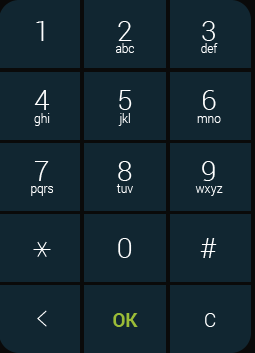 1 2 3
abc def
4 5 6
ghi jkl mno
7 8 9
pqrs tuv wxyz
* 0 #
< OK C